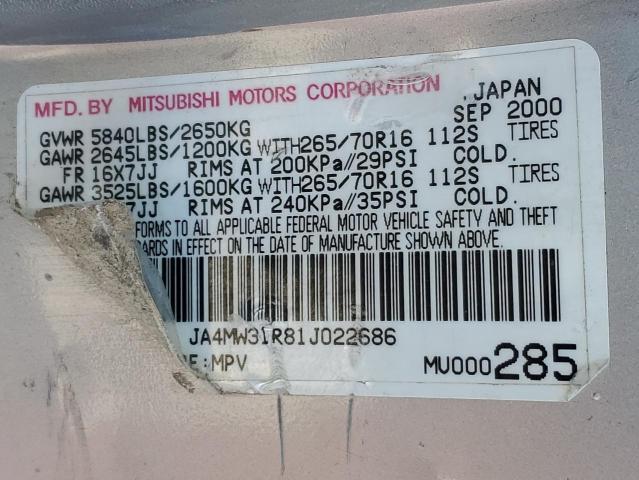 MFD. BY MITSUBISHI MOTORS CORPORATION , JAPAN
SEP 2000
GVWR 5840LBS/2650KG
GAWR 2645LBS/1200KG WITH265/70R16 112S TIRES
FR 16X7JJ RIMS AT 200KPa//29PSI COLD.
GAWR 3525LBS/1600KG WITH265/70R16 112S TIRES
7JJ RIMS AT 240KPa//35PSI COLD.
FORMS TO ALL APPLICABLE FEDERAL MOTOR VEHICLE SAFETY AND THEFT
ARDS IN EFFECT ON THE DATE OF MANUFACTURE SHOWN ABOVE.
JA4MW31R81J022686
E:MPV MU000285